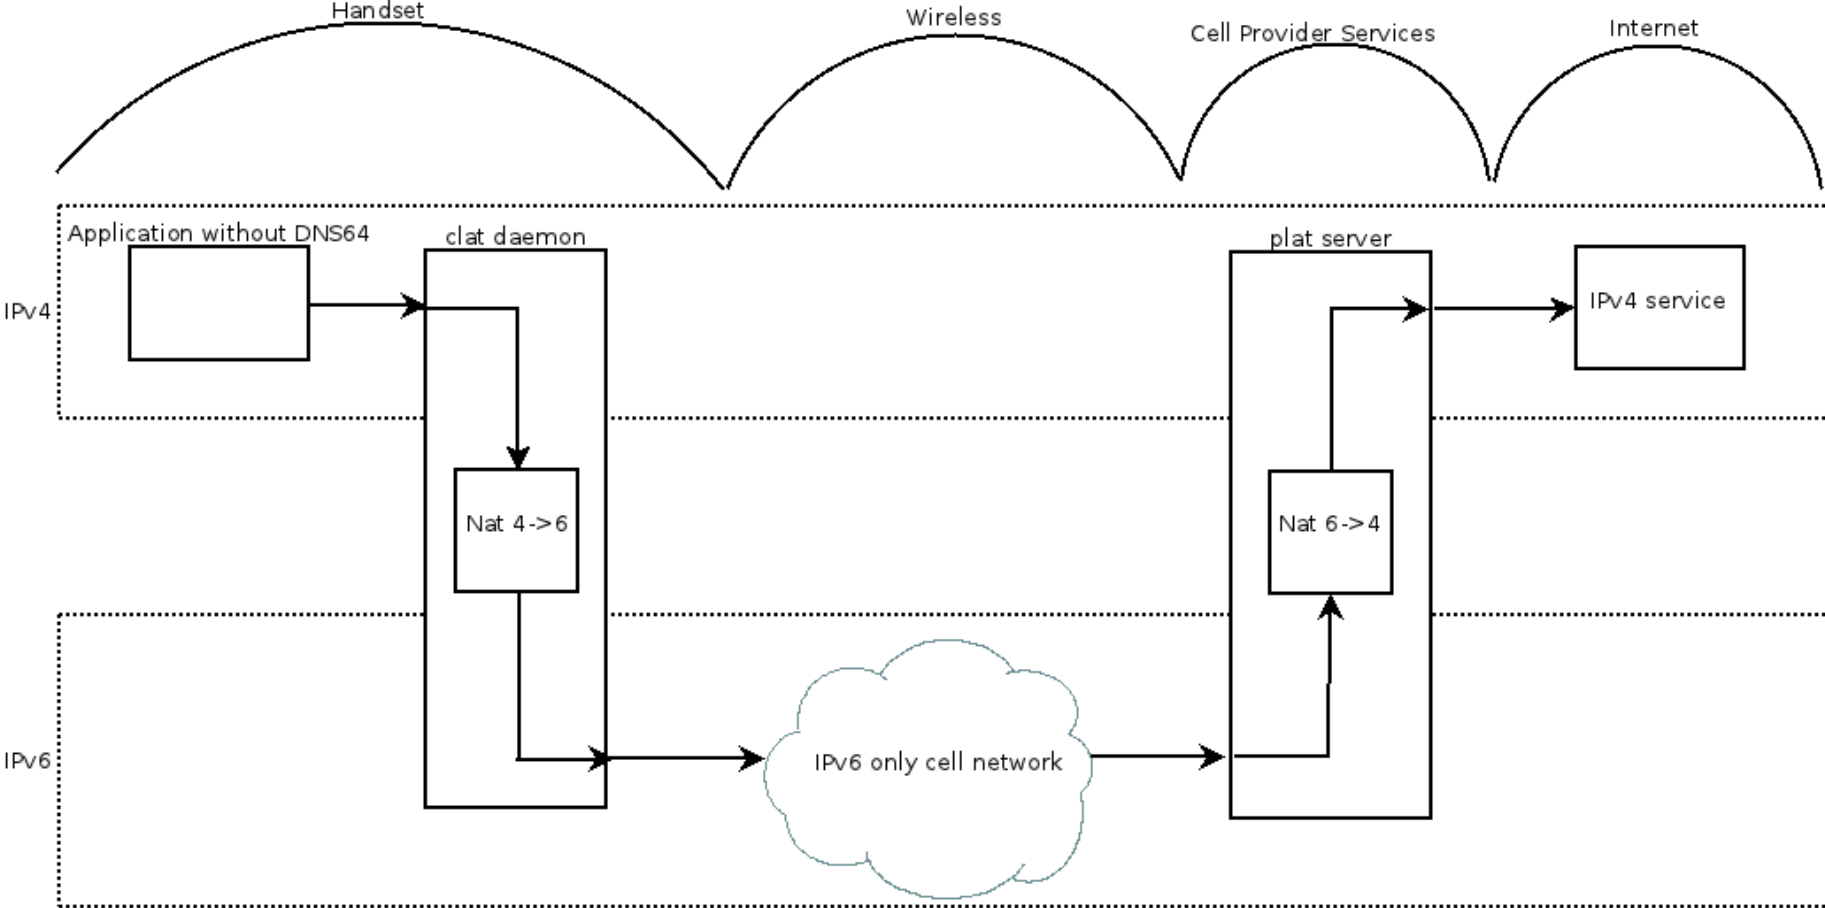 Handset
Wireless
Cell Provider Services
Internet
Application without DNS64
clat daemon
plat server
IPv4
IPv4 service
Nat 4->6
Nat 6->4
IPv6
IPv6 only cell network